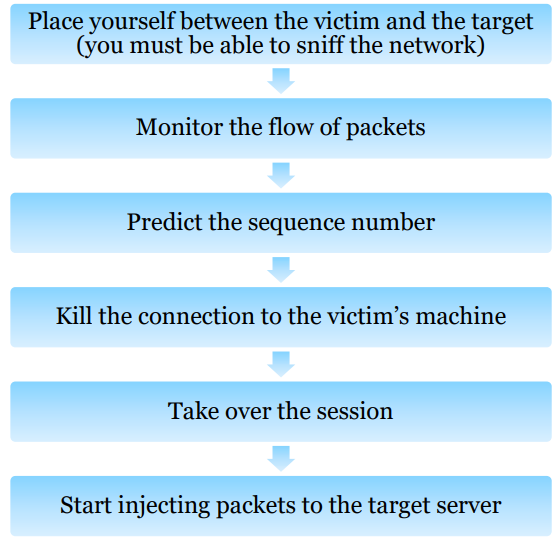 Place yourself between the victim and the target
(you must be able to sniff the network)
Monitor the flow of packets
Predict the sequence number
Kill the connection to the victim’s machine
Take over the session
Start injecting packets to the target server